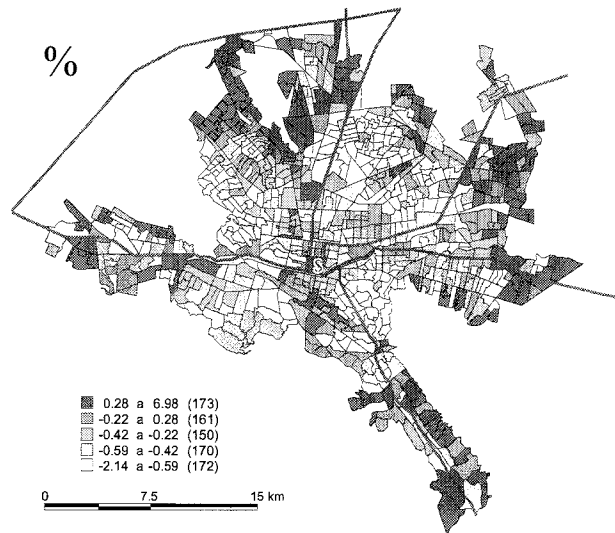 %
S
0.28 a 6.98 (173)
-0.22 a 0.28 (161)
-0.42 a -0.22 (150)
-0.59 a -0.42 (170)
-2.14 a -0.59 (172)
0 7.5 15 km